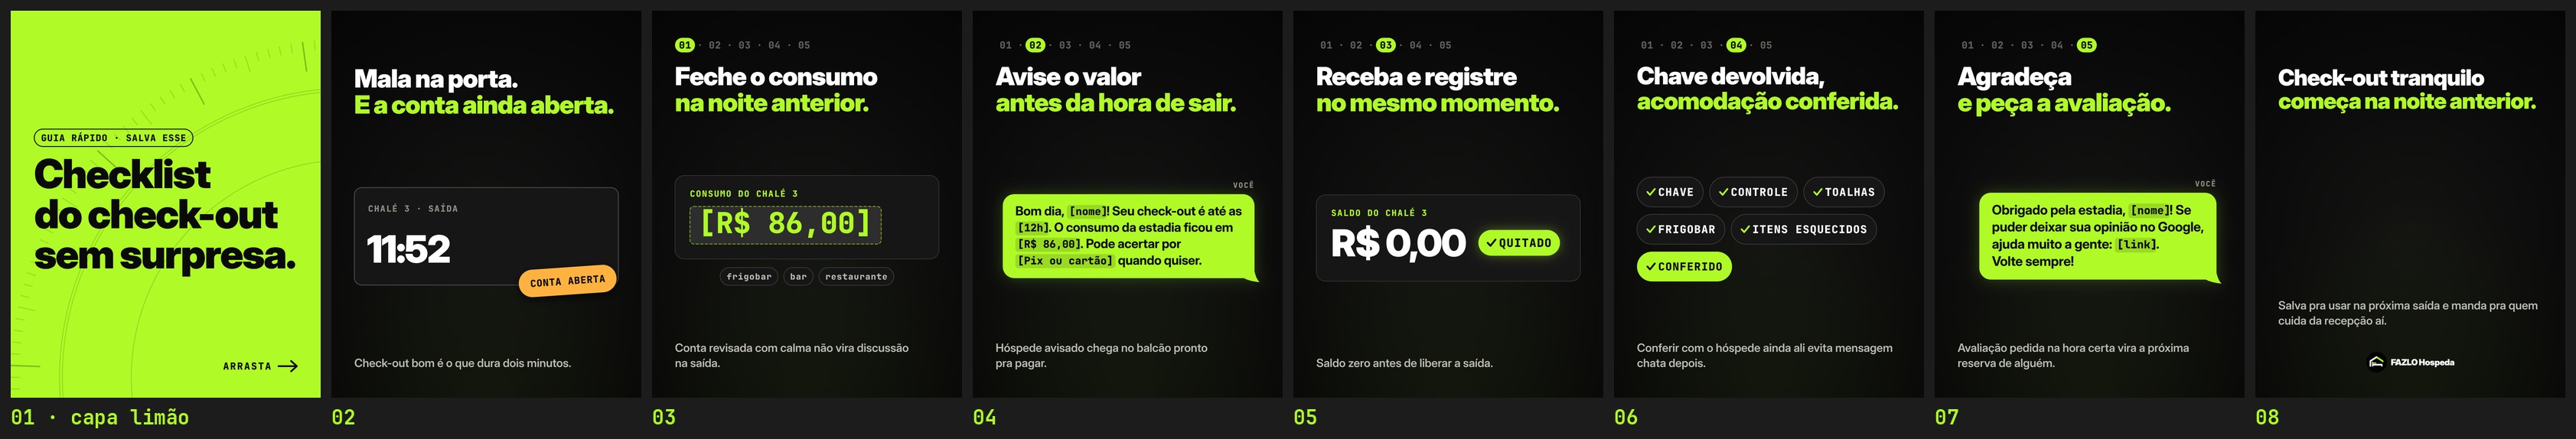 GUIA RÁPIDO · SALVA ESSE
Checklist
do check-out
sem surpresa.
ARRASTA
01 · capa limão
Mala na porta.
E a conta ainda aberta.
CHALÉ 3 · SAÍDA
11:52
CONTA ABERTA
Check-out bom é o que dura dois minutos.
02
01 · 02 · 03 · 04 · 05
Feche o consumo
na noite anterior.
CONSUMO DO CHALÉ 3
[R$ 86,00]
frigobar bar restaurante
Conta revisada com calma não vira discussão
na saída.
03
01 · 02 · 03 · 04 · 05
Avise o valor
antes da hora de sair.
VOCÊ
Bom dia, [nome]! Seu check-out é até as
[12h]. O consumo da estadia ficou em
[R$ 86,00]. Pode acertar por
[Pix ou cartão] quando quiser.
Hóspede avisado chega no balcão pronto
pra pagar.
04
01 · 02 · 03 · 04 · 05
Receba e registre
no mesmo momento.
SALDO DO CHALÉ 3
R$ 0,00 QUITADO
Saldo zero antes de liberar a saída.
05
01 · 02 · 03 · 04 · 05
Chave devolvida,
acomodação conferida.
CHAVE CONTROLE TOALHAS
FRIGOBAR ITENS ESQUECIDOS
CONFERIDO
Conferir com o hóspede ainda ali evita mensagem
chata depois.
06
01 · 02 · 03 · 04 · 05
Agradeça
e peça a avaliação.
VOCÊ
Obrigado pela estadia, [nome]! Se
puder deixar sua opinião no Google,
ajuda muito a gente: [link].
Volte sempre!
Avaliação pedida na hora certa vira a próxima
reserva de alguém.
07
Check-out tranquilo
começa na noite anterior.
Salva pra usar na próxima saída e manda pra quem
cuida da recepção aí.
FAZLO Hospeda
08